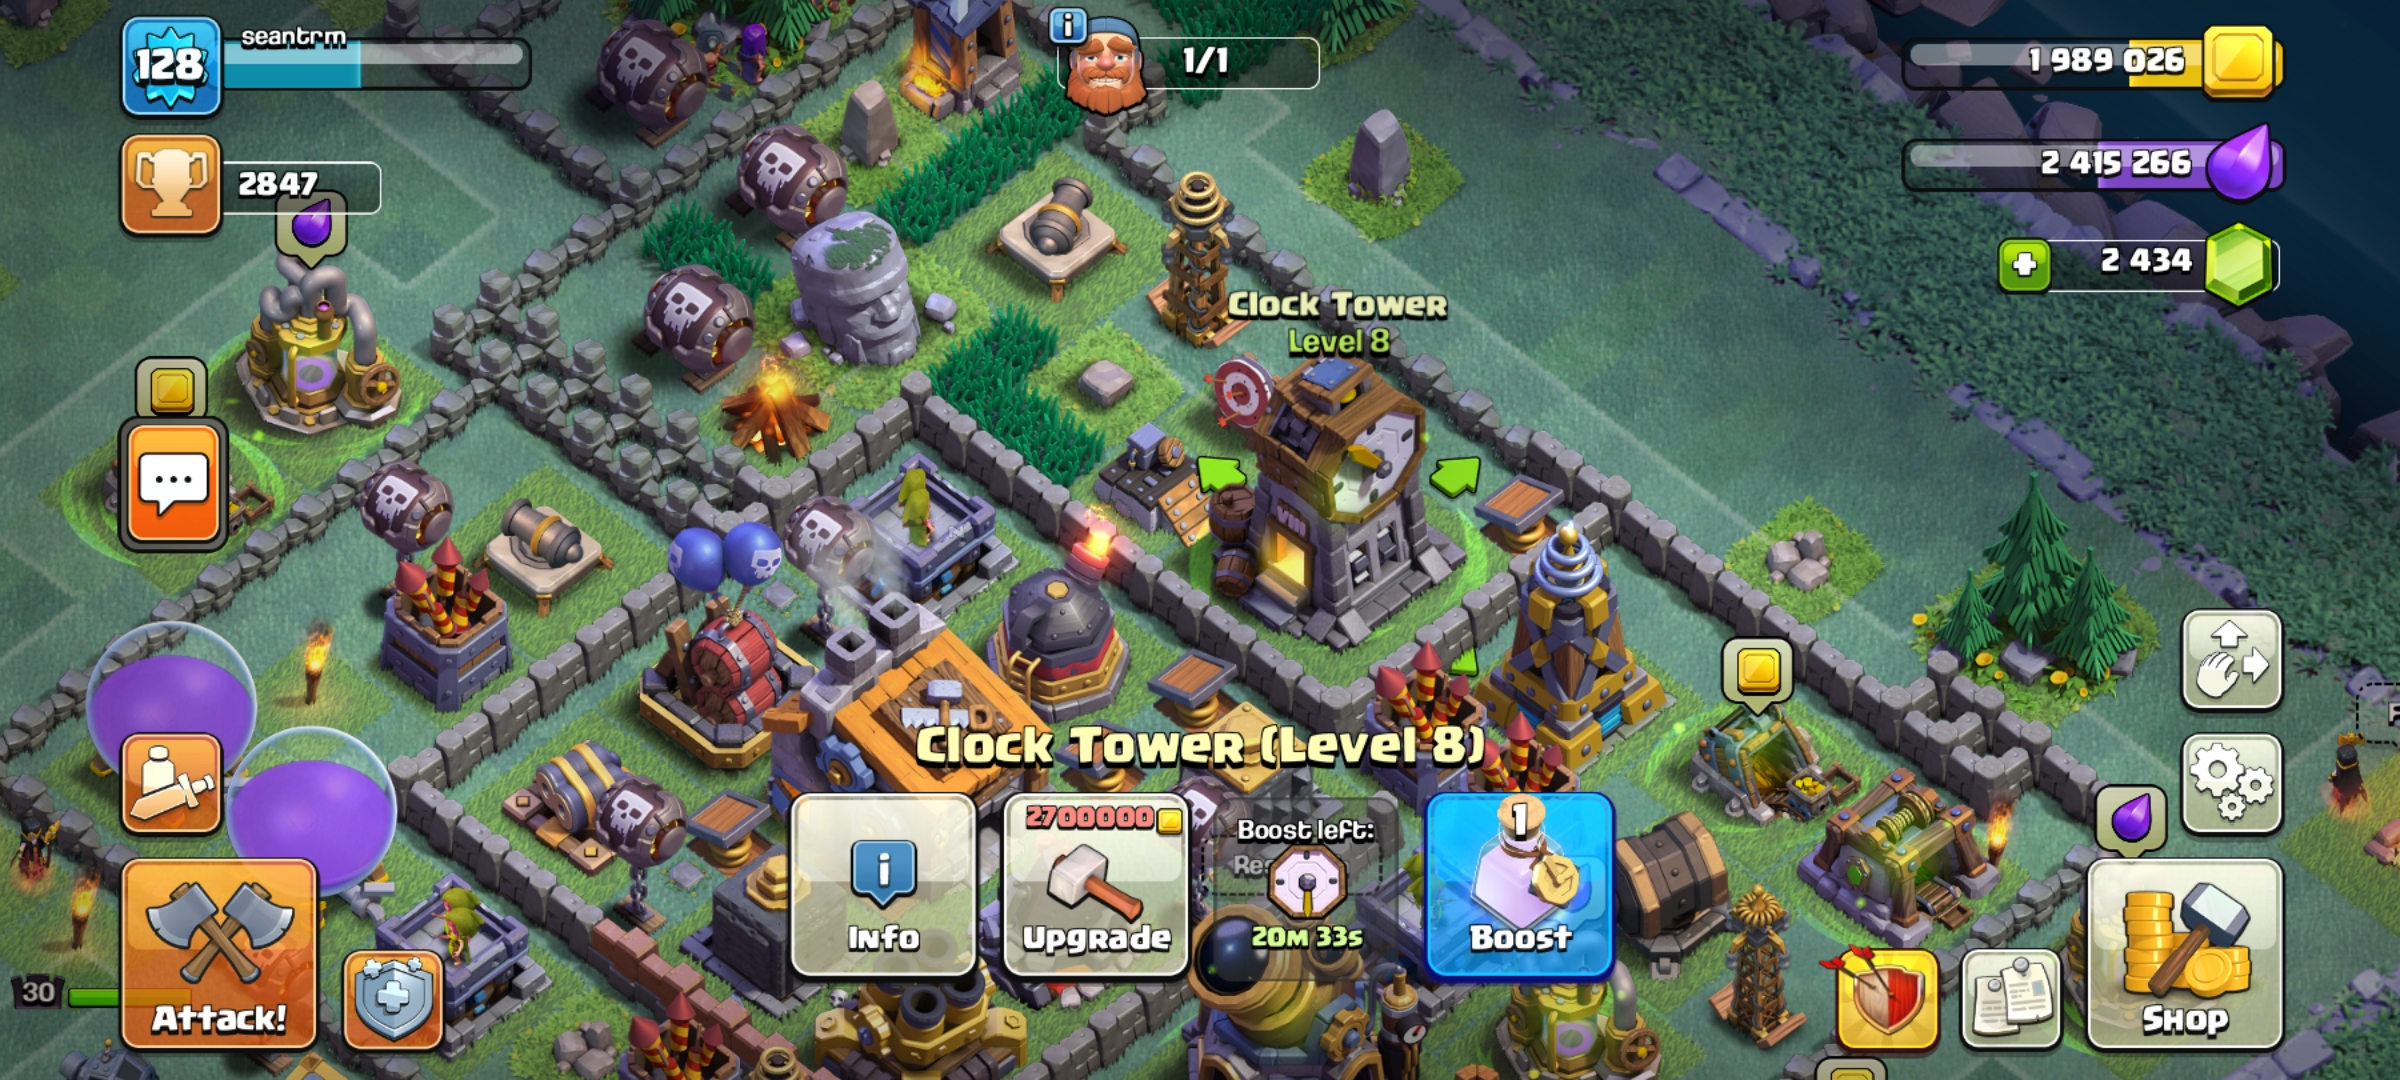 128
seantrm
1/1
1 989 026
2847
2 415 266
2 434
Clock Tower
Level 8
VIII
Clock Tower (Level 8)
Info
2700000
Upgrade
Boost left:
20m 33s
1
Boost
30
Attack!
Shop